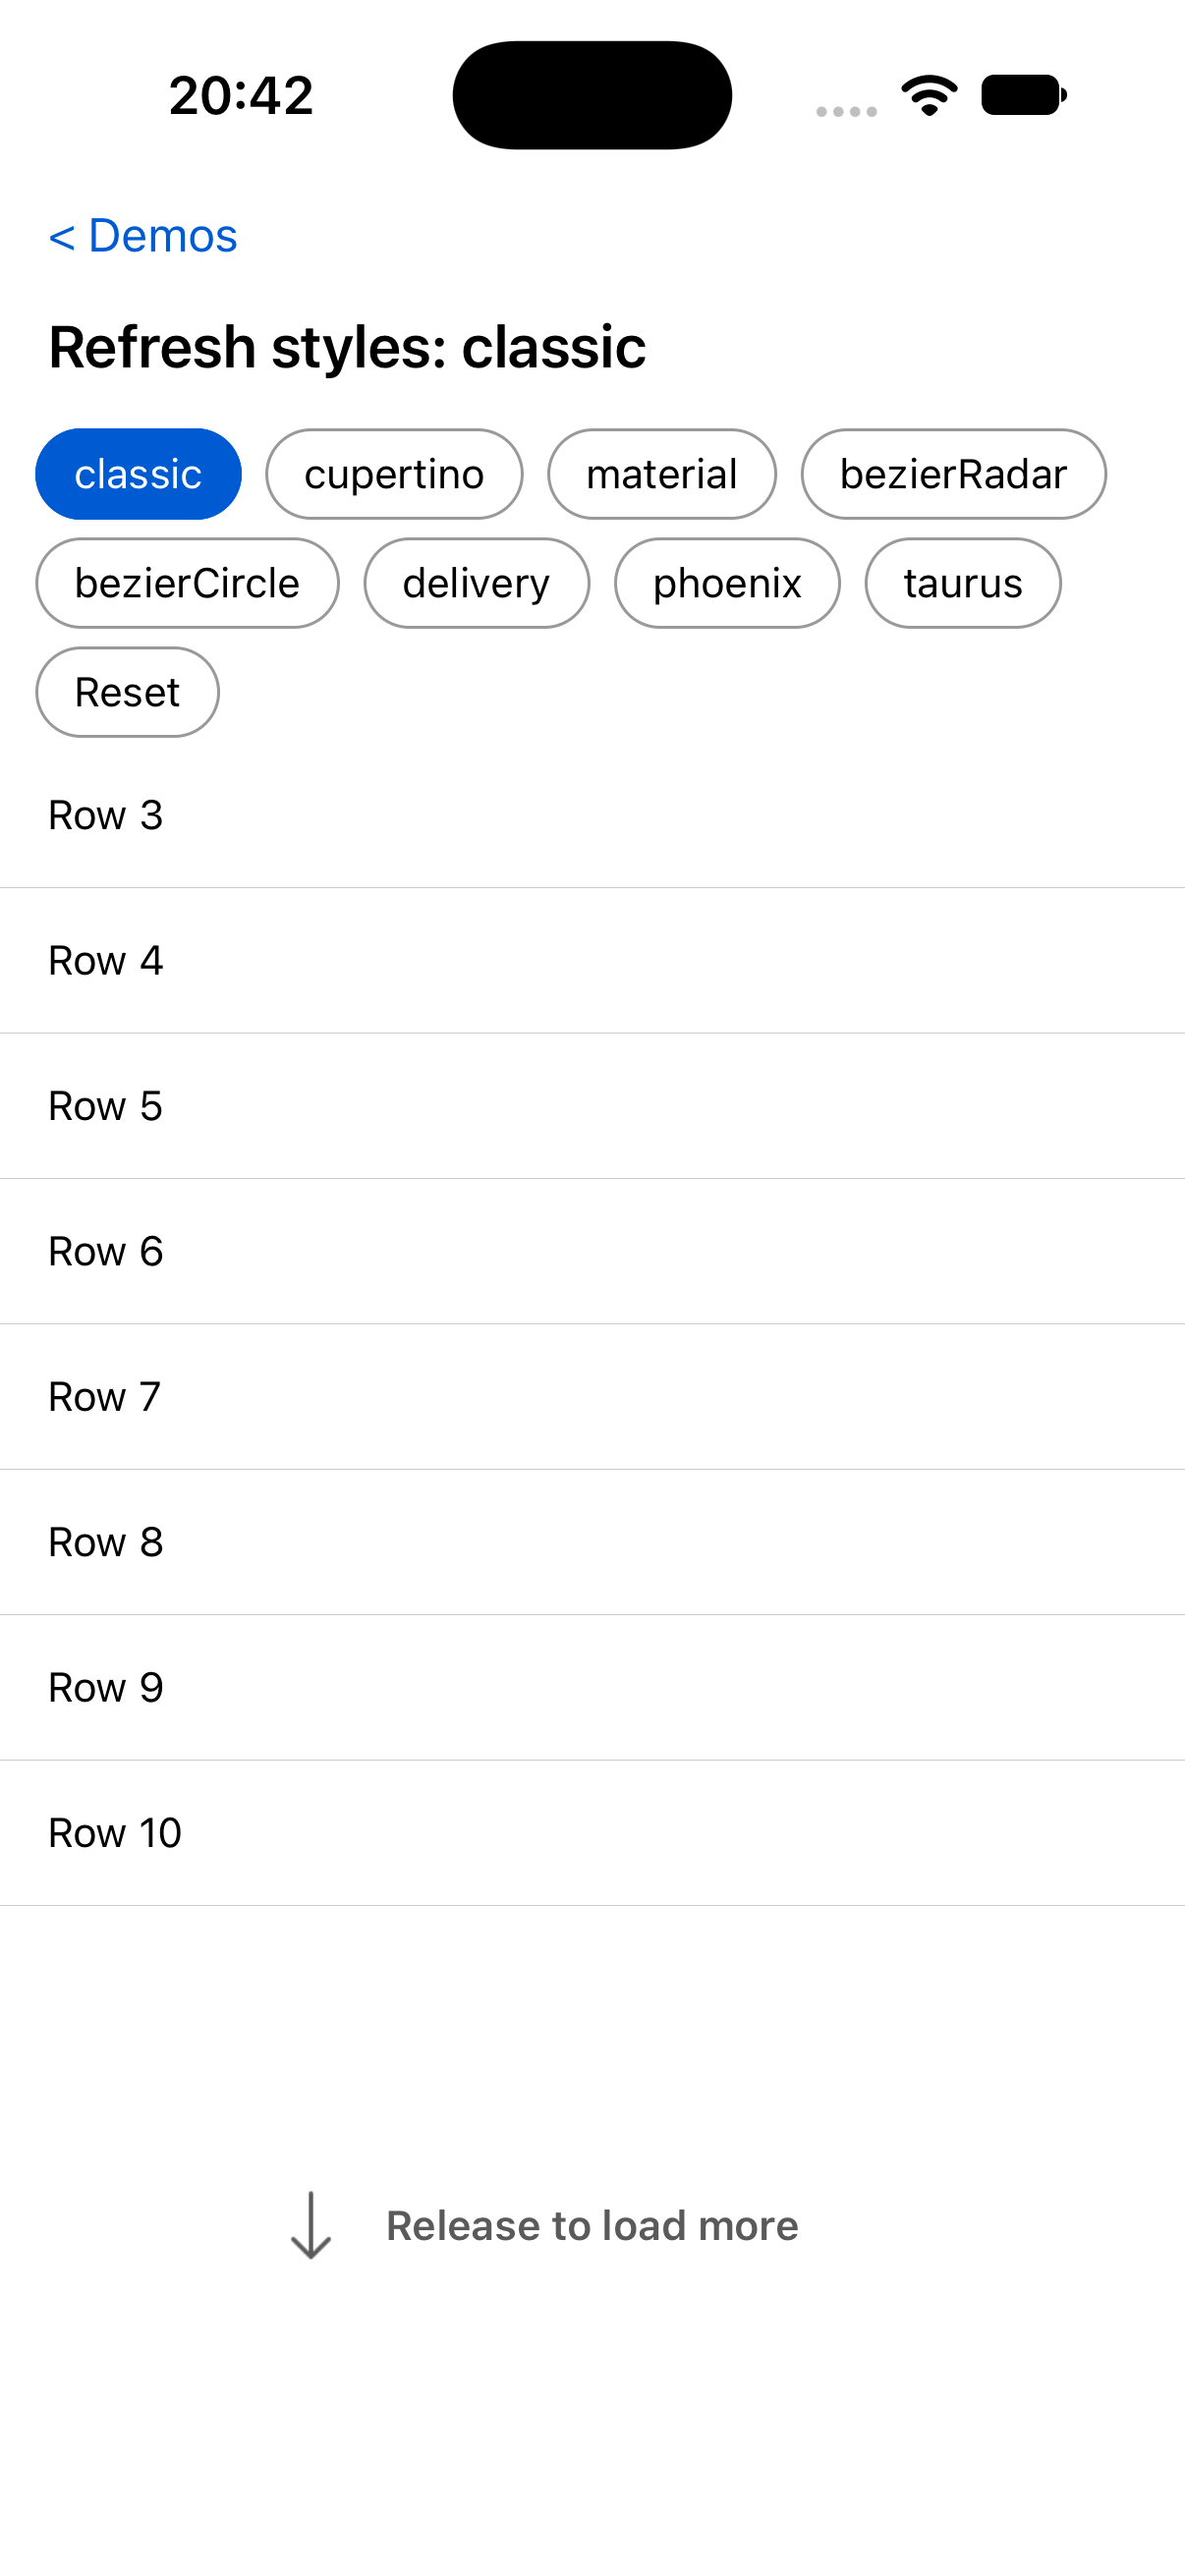 20:42
< Demos
Refresh styles: classic
classic cupertino material bezierRadar
bezierCircle delivery phoenix taurus
Reset
Row 3
Row 4
Row 5
Row 6
Row 7
Row 8
Row 9
Row 10
Release to load more